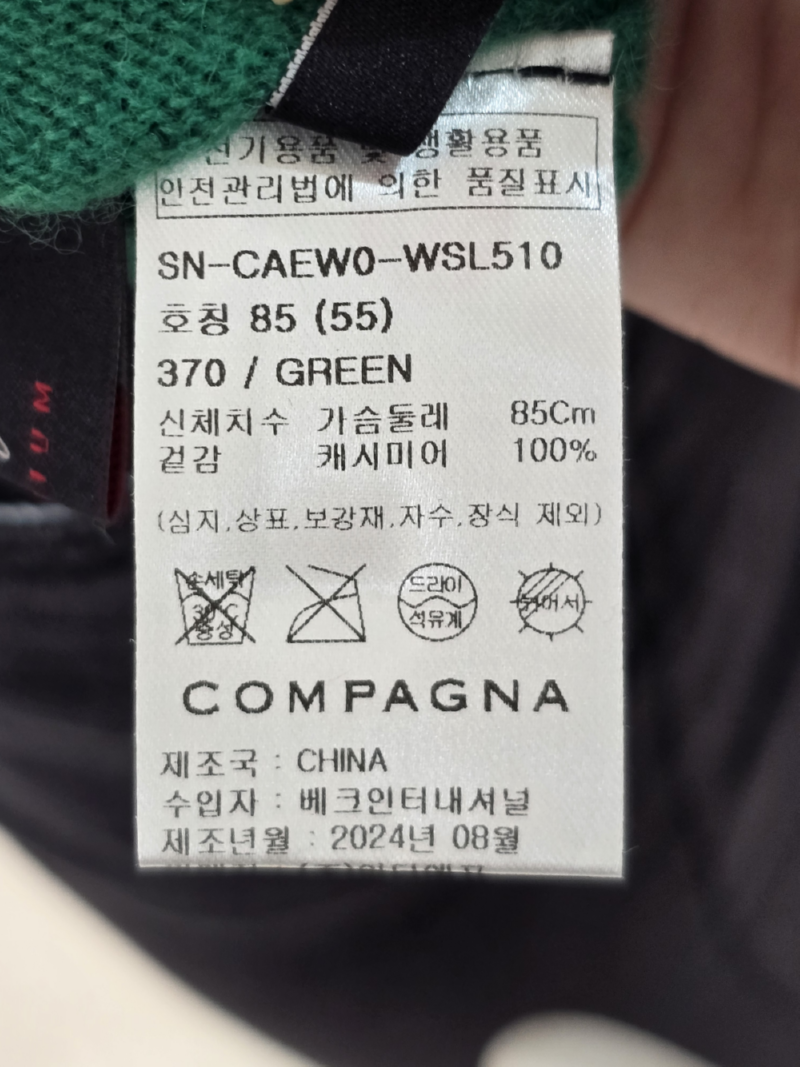 전기용품 및 생활용품
안전관리법에 의한 품질표시
SN-CAEW0-WSL510
호칭 85 (55)
370 / GREEN
신체치수 가슴둘레 85Cm
겉감 캐시미어 100%
(심지,상표,보강재,자수,장식 제외)
손세탁 30℃ 중성
드라이 석유계
뉘어서
COMPAGNA
제조국 : CHINA
수입자 : 베크인터내셔널
제조년월 : 2024년 08월